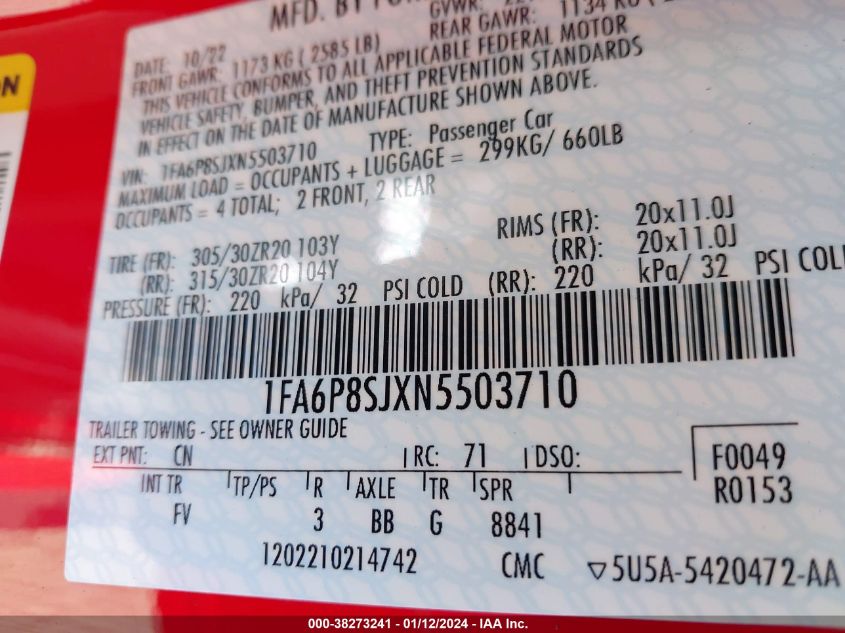 MFD. BY
GVWR:
DATE: 10/22
REAR GAWR: 1134 KG (
FRONT GAWR: 1173 KG ( 2585 LB)
THIS VEHICLE CONFORMS TO ALL APPLICABLE FEDERAL MOTOR
VEHICLE SAFETY, BUMPER, AND THEFT PREVENTION STANDARDS
IN EFFECT ON THE DATE OF MANUFACTURE SHOWN ABOVE.
VIN: 1FA6P8SJXN5503710 TYPE: Passenger Car
MAXIMUM LOAD = OCCUPANTS + LUGGAGE = 299KG/ 660LB
OCCUPANTS = 4 TOTAL; 2 FRONT, 2 REAR
TIRE (FR): 305/30ZR20 103Y RIMS (FR): 20x11.0J
(RR): 315/30ZR20 104Y (RR): 20x11.0J
PRESSURE (FR): 220 kPa/ 32 PSI COLD (RR): 220 kPa/ 32 PSI COL
1FA6P8SJXN5503710
TRAILER TOWING - SEE OWNER GUIDE
EXT PNT: CN RC: 71 DSO: F0049
INT TR TP/PS R AXLE TR SPR R0153
FV 3 BB G 8841
1202210214742 CMC ▽5U5A-5420472-AA
000-38273241 - 01/12/2024 - IAA Inc.